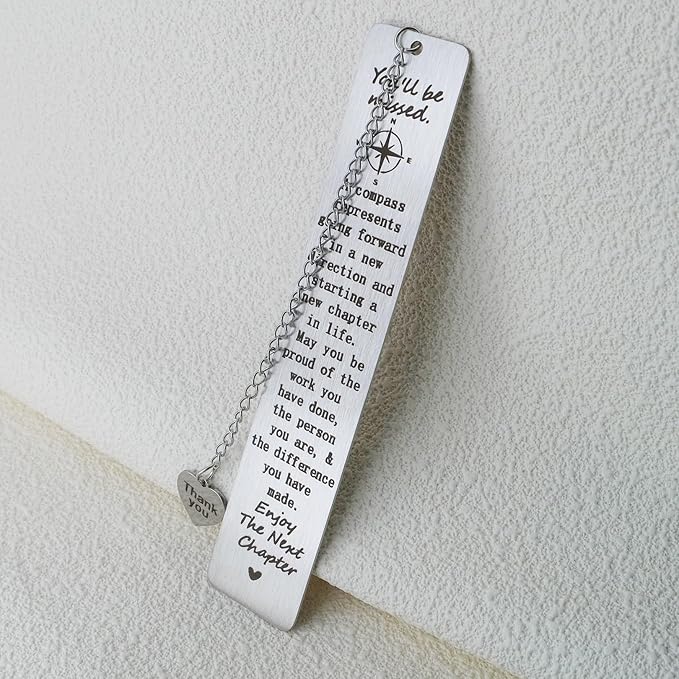 You'll be
missed.
N
E
S
compass
represents
going forward
in a new
direction and
starting a
new chapter
in life.
May you be
proud of the
work you
have done,
the person
you are, &
the difference
you have
made.
Enjoy
The Next
Chapter
Thank
you